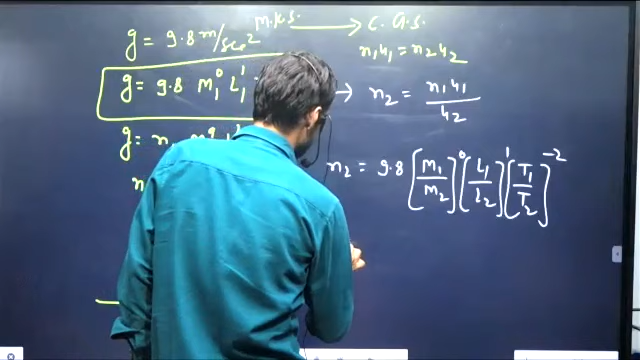 M.K.S. → C.G.S.
g = 9.8 m/sec²
n₁u₁ = n₂u₂
g = 9.8 M₁⁰ L₁¹
→ n₂ = n₁u₁ / u₂
g = n
n₂ = 9.8 [M₁/M₂]⁰ [L₁/L₂]¹ [T₁/T₂]⁻²
n